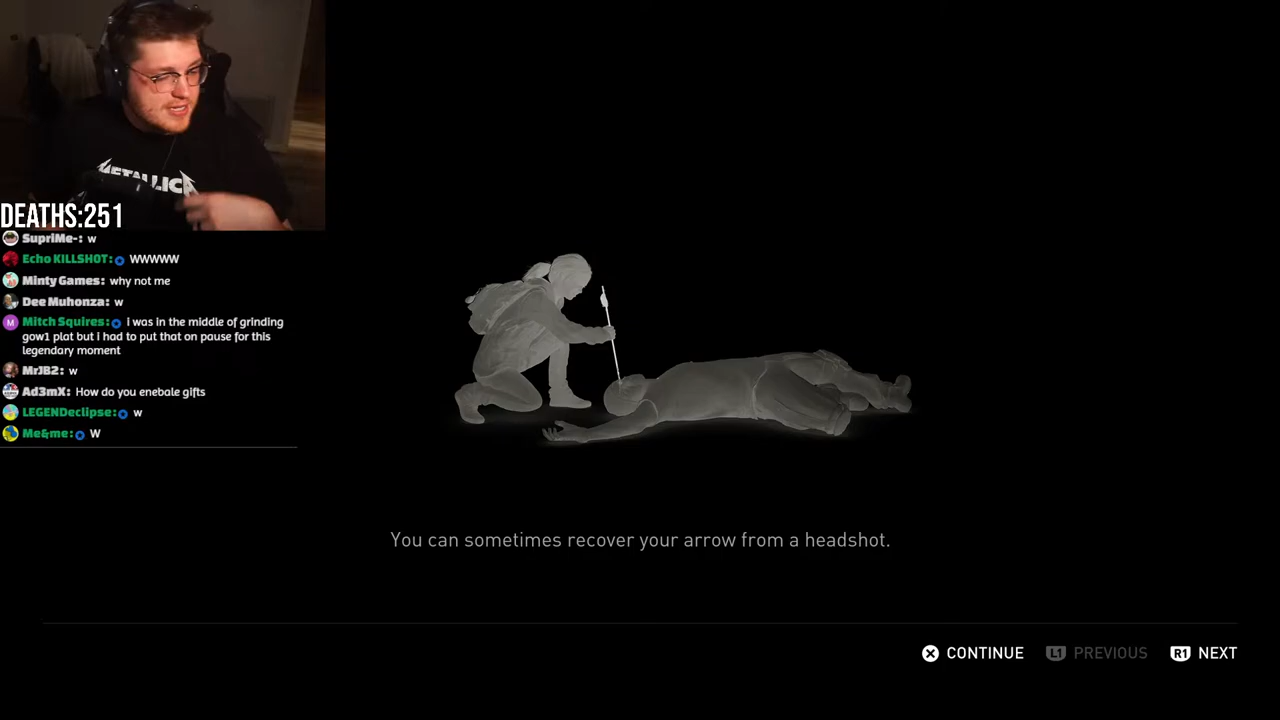 METALLICA
DEATHS:251
SupriMe-: w
Echo KILLSHOT: WWWWW
Minty Games: why not me
Dee Muhonza: w
M Mitch Squires: i was in the middle of grinding
gow1 plat but i had to put that on pause for this
legendary moment
MrJB2: w
Ad3mX: How do you enebale gifts
LEGENDeclipse: w
Me&me: W
You can sometimes recover your arrow from a headshot.
CONTINUE L1 PREVIOUS R1 NEXT